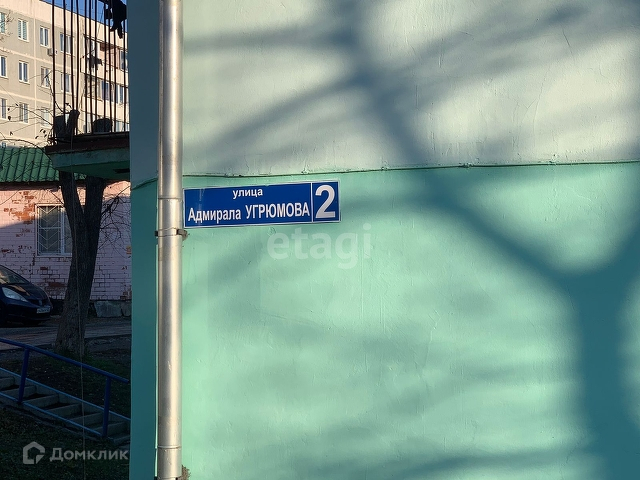 улица
Адмирала УГРЮМОВА 2
etagi
Домклик